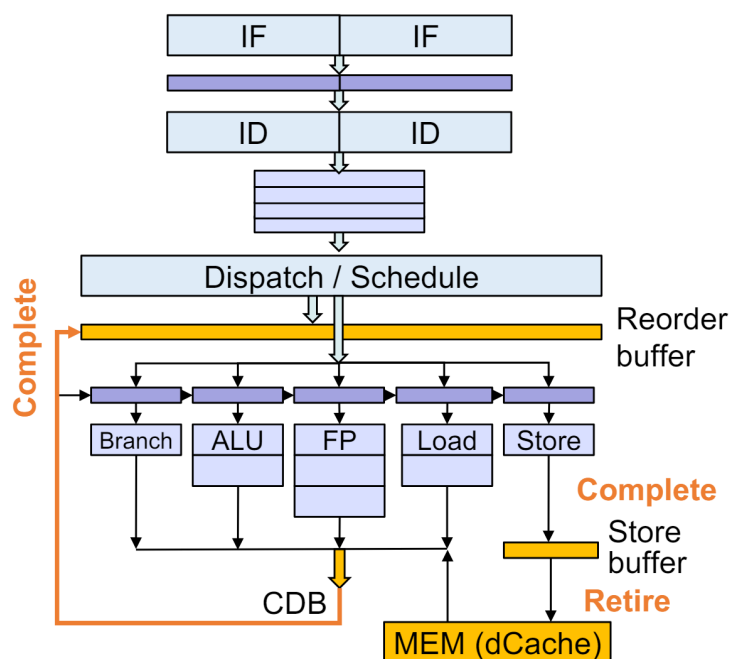 IF IF
ID ID
Dispatch / Schedule
Complete
Reorder
buffer
Branch ALU FP Load Store
Complete
Store
buffer
CDB
Retire
MEM (dCache)